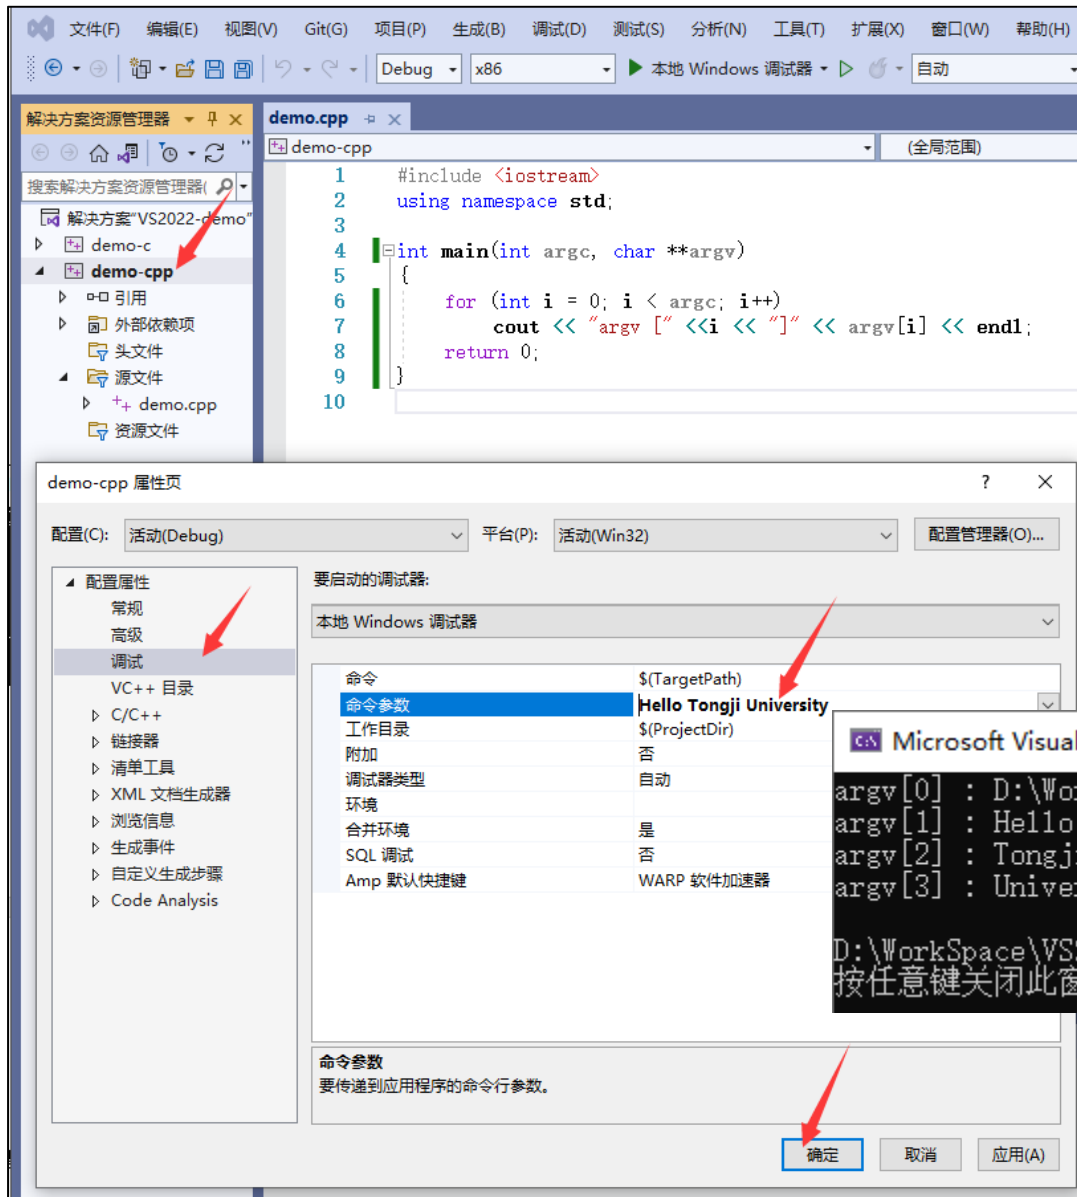 文件(F) 编辑(E) 视图(V) Git(G) 项目(P) 生成(B) 调试(D) 测试(S) 分析(N) 工具(T) 扩展(X) 窗口(W) 帮助(H)
Debug x86 本地 Windows 调试器 自动
解决方案资源管理器
搜索解决方案资源管理器(
解决方案"VS2022-demo"
demo-c
demo-cpp
引用
外部依赖项
头文件
源文件
demo.cpp
资源文件
demo.cpp
demo-cpp (全局范围)
1 #include <iostream>
2 using namespace std;
3
4 int main(int argc, char **argv)
5 {
6 for (int i = 0; i < argc; i++)
7 cout << "argv [" <<i << "]" << argv[i] << endl;
8 return 0;
9 }
10
demo-cpp 属性页 ?
配置(C): 活动(Debug) 平台(P): 活动(Win32) 配置管理器(O)...
配置属性
常规
高级
调试
VC++ 目录
C/C++
链接器
清单工具
XML 文档生成器
浏览信息
生成事件
自定义生成步骤
Code Analysis
要启动的调试器:
本地 Windows 调试器
命令 $(TargetPath)
命令参数 Hello Tongji University
工作目录 $(ProjectDir)
附加 否
调试器类型 自动
环境
合并环境 是
SQL 调试 否
Amp 默认快捷键 WARP 软件加速器
Microsoft Visual
argv[0] : D:\Wor
argv[1] : Hello
argv[2] : Tongji
argv[3] : Univer
D:\WorkSpace\VS
按任意键关闭此窗
命令参数
要传递到应用程序的命令行参数。
确定 取消 应用(A)